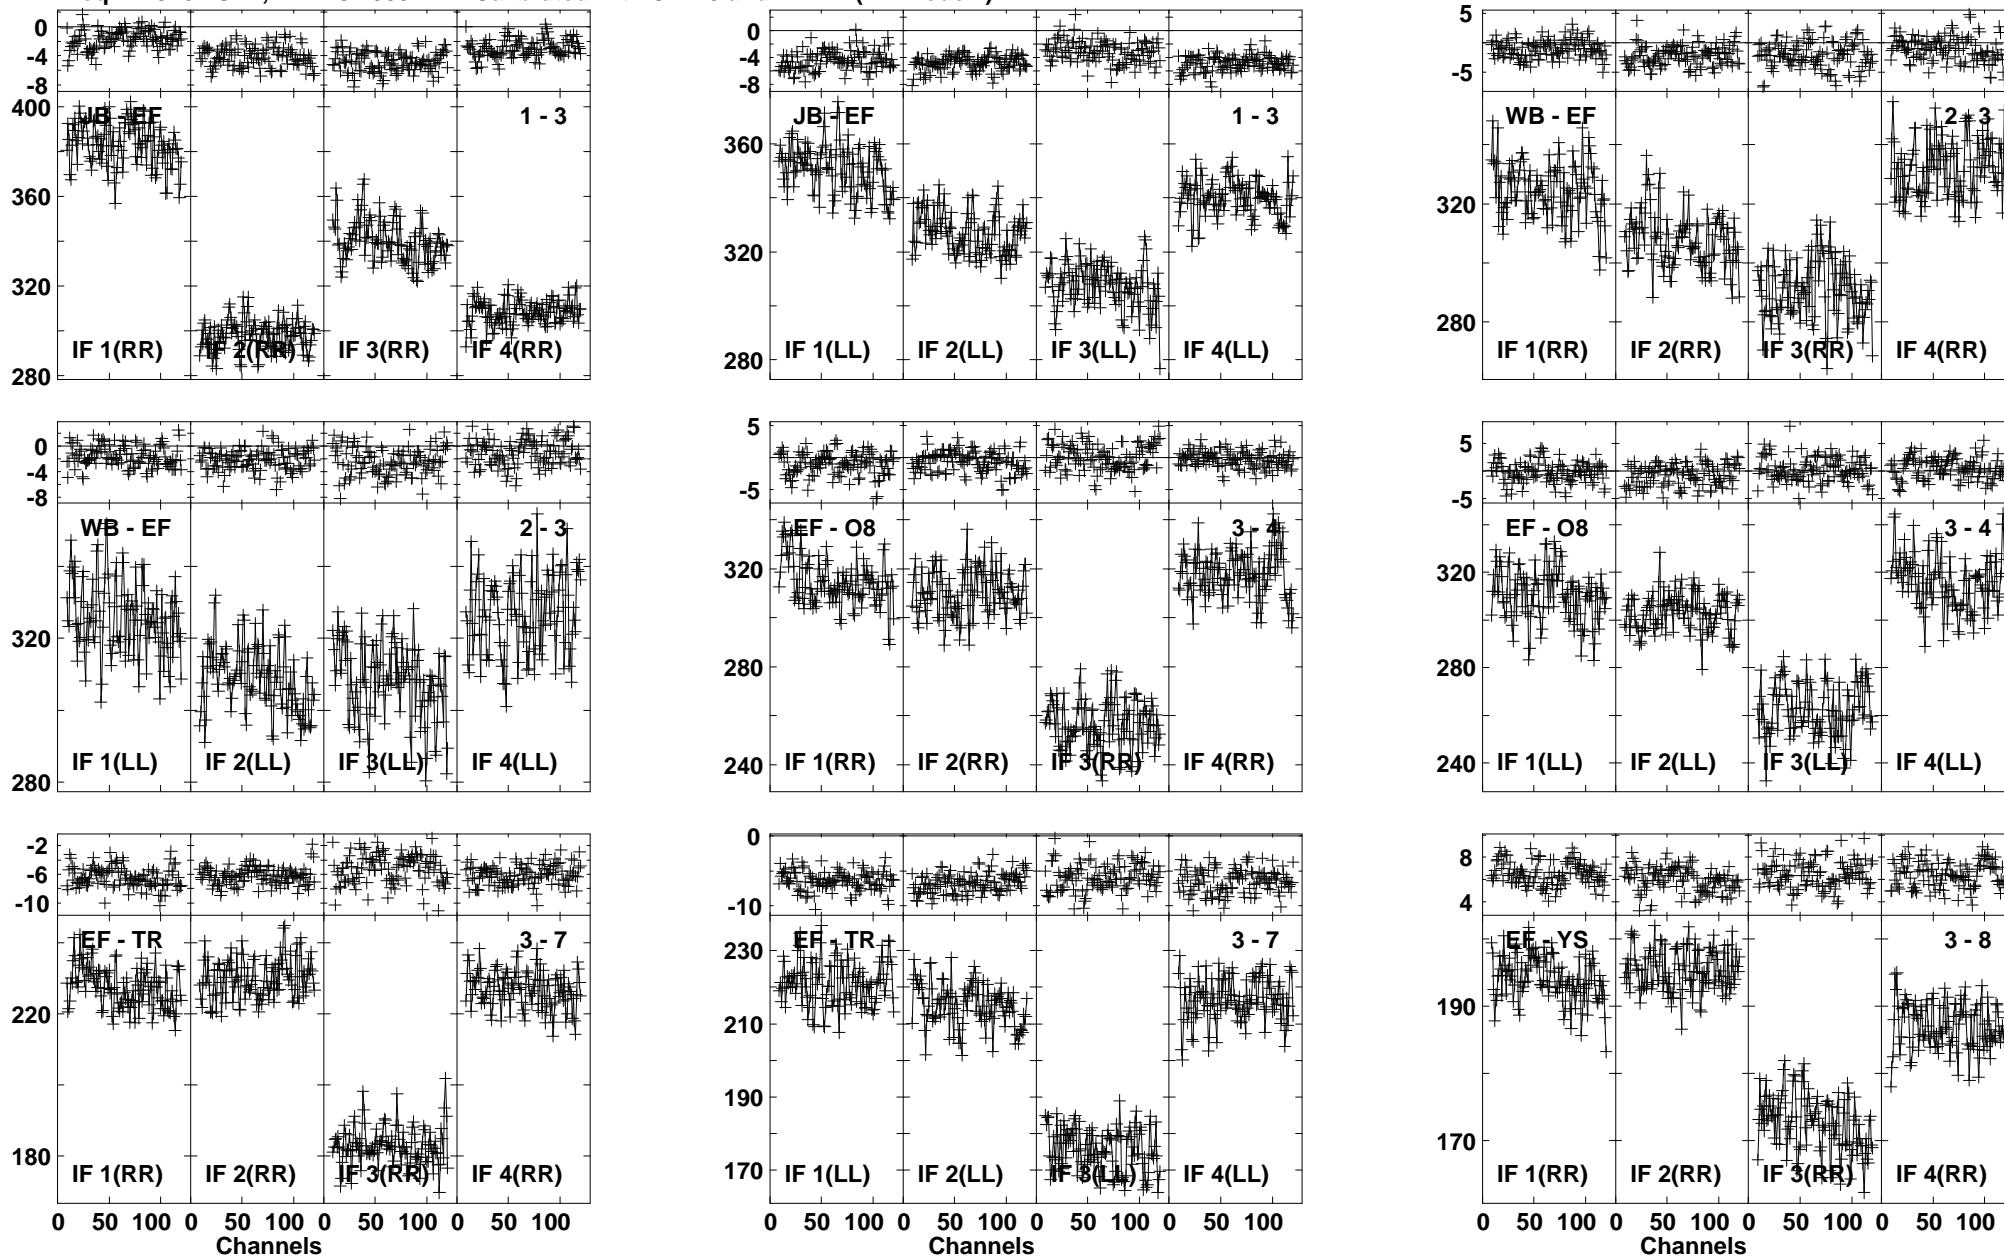 0 -4 -8
400 360 320 280
JB - EF 1 - 3
IF 1(RR) IF 2(RR) IF 3(RR) IF 4(RR)
0 -4 -8
360 320 280
JB - EF 1 - 3
IF 1(LL) IF 2(LL) IF 3(LL) IF 4(LL)
5 -5
320 280
WB - EF 2 - 3
IF 1(RR) IF 2(RR) IF 3(RR) IF 4(RR)
0 -4 -8
320 280
WB - EF 2 - 3
IF 1(LL) IF 2(LL) IF 3(LL) IF 4(LL)
5 -5
320 280 240
EF - O8 3 - 4
IF 1(RR) IF 2(RR) IF 3(RR) IF 4(RR)
5 -5
320 280 240
EF - O8 3 - 4
IF 1(LL) IF 2(LL) IF 3(LL) IF 4(LL)
-2 -6 -10
220 180
EF - TR 3 - 7
IF 1(RR) IF 2(RR) IF 3(RR) IF 4(RR)
0 50 100 0 50 100 0 50 100 0 50 100
Channels
0 -10
230 210 190 170
EF - TR 3 - 7
IF 1(LL) IF 2(LL) IF 3(LL) IF 4(LL)
0 50 100 0 50 100 0 50 100 0 50 100
Channels
8 4
190 170
EF - YS 3 - 8
IF 1(RR) IF 2(RR) IF 3(RR) IF 4(RR)
0 50 100 0 50 100 0 50 100 0 50 100
Channels